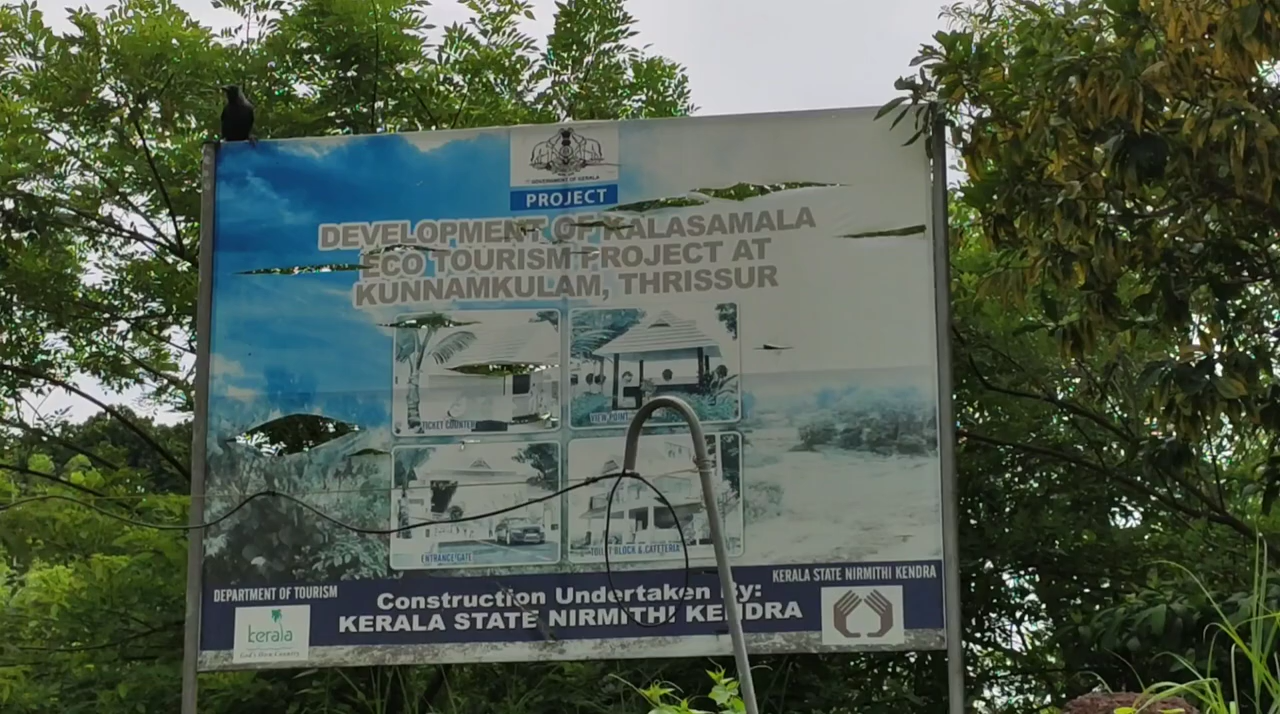 GOVERNMENT OF KERALA
PROJECT
DEVELOPMENT OF KALASAMALA
ECO TOURISM PROJECT AT
KUNNAMKULAM, THRISSUR
TICKET COUNTER
VIEW POINT
ENTRANCE GATE
TOILET BLOCK & CAFETERIA
DEPARTMENT OF TOURISM
kerala
God's Own Country
Construction Undertaken By:
KERALA STATE NIRMITHI KENDRA
KERALA STATE NIRMITHI KENDRA